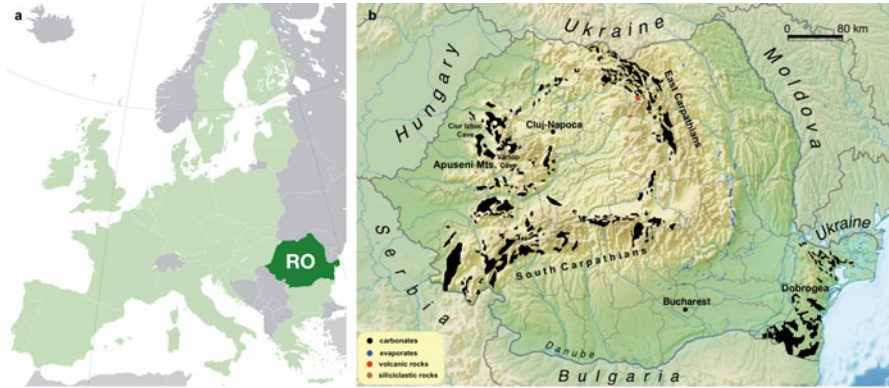 a
RO
b
Ukraine
0 80 km
Hungary
Moldova
East Carpathians
Ciur Izbuc
Cave
Cluj-Napoca
Vârtop
Cave
Apuseni Mts.
Serbia
Ukraine
South Carpathians
Dobrogea
Bucharest
carbonates
evaporates
volcanic rocks
siliciclastic rocks
Danube
Bulgaria